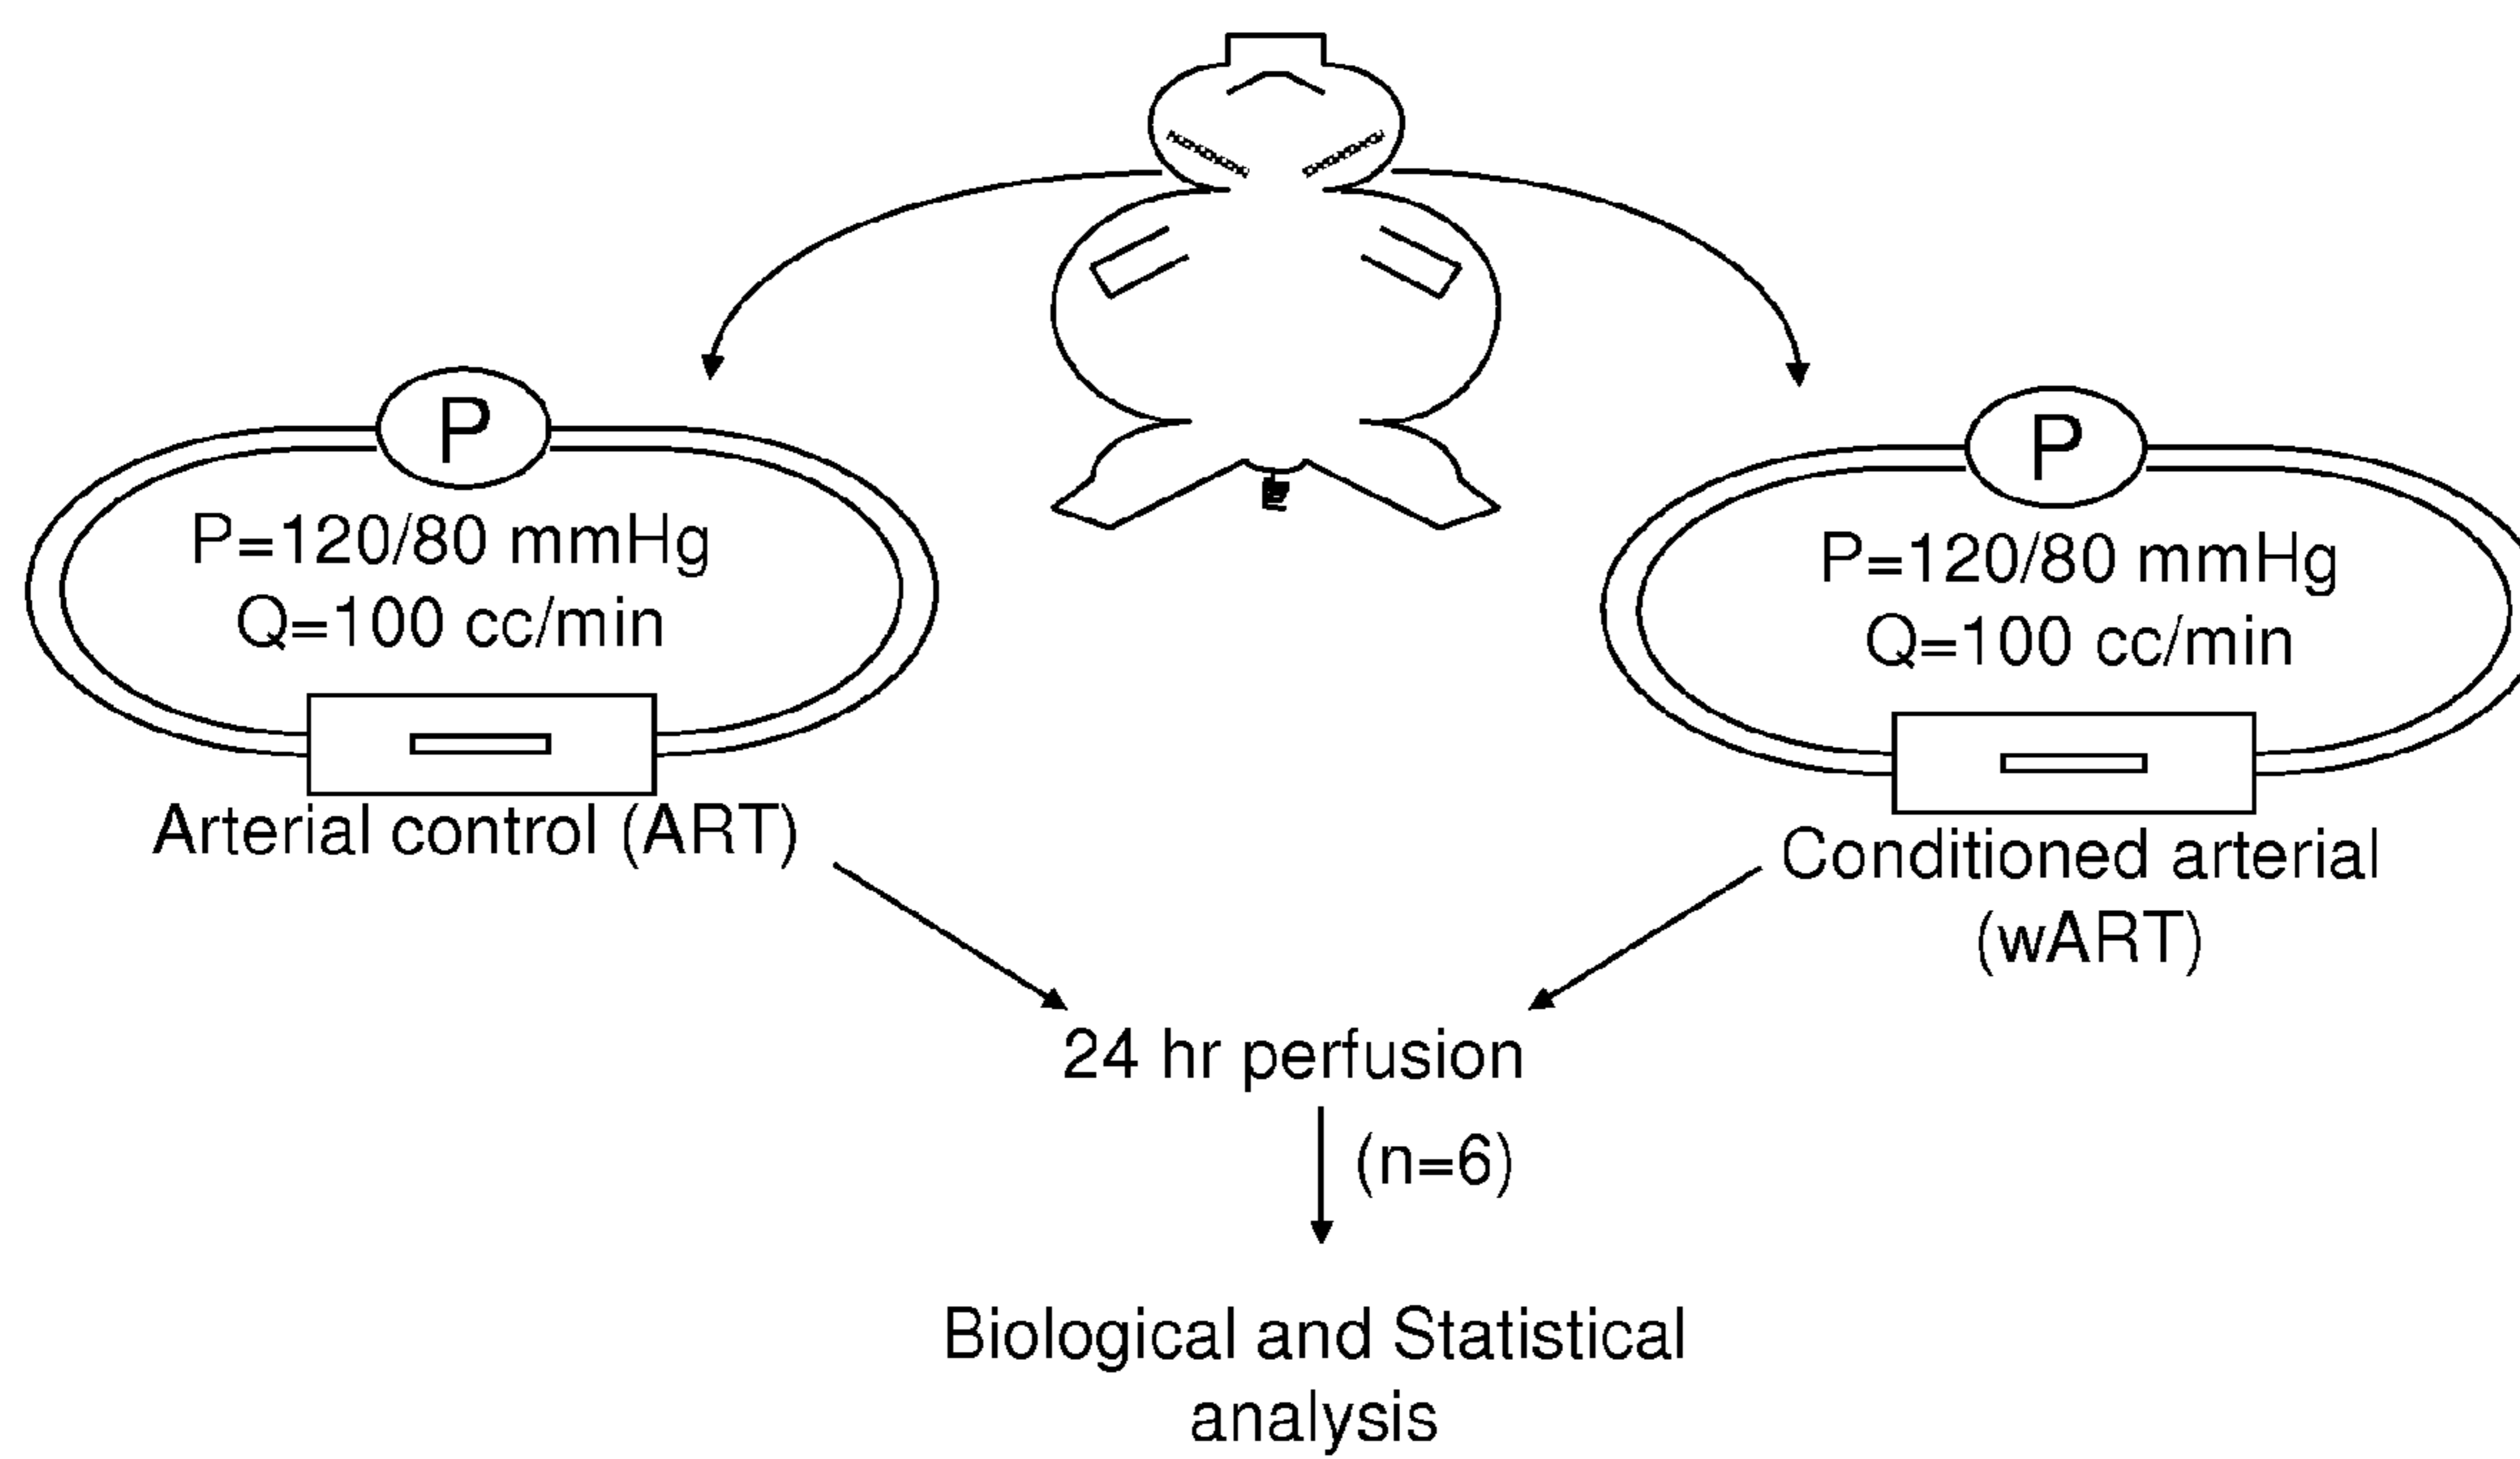 P
P=120/80 mmHg
Q=100 cc/min
Arterial control (ART)
P
P=120/80 mmHg
Q=100 cc/min
Conditioned arterial
(wART)
24 hr perfusion
(n=6)
Biological and Statistical
analysis